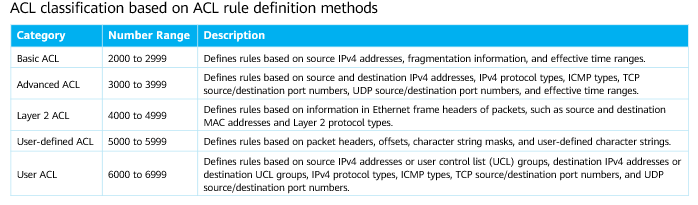 ACL classification based on ACL rule definition methods
Category Number Range Description
Basic ACL 2000 to 2999 Defines rules based on source IPv4 addresses, fragmentation information, and effective time ranges.
Advanced ACL 3000 to 3999 Defines rules based on source and destination IPv4 addresses, IPv4 protocol types, ICMP types, TCP
source/destination port numbers, UDP source/destination port numbers, and effective time ranges.
Layer 2 ACL 4000 to 4999 Defines rules based on information in Ethernet frame headers of packets, such as source and destination
MAC addresses and Layer 2 protocol types.
User-defined ACL 5000 to 5999 Defines rules based on packet headers, offsets, character string masks, and user-defined character strings.
User ACL 6000 to 6999 Defines rules based on source IPv4 addresses or user control list (UCL) groups, destination IPv4 addresses or
destination UCL groups, IPv4 protocol types, ICMP types, TCP source/destination port numbers, and UDP
source/destination port numbers.